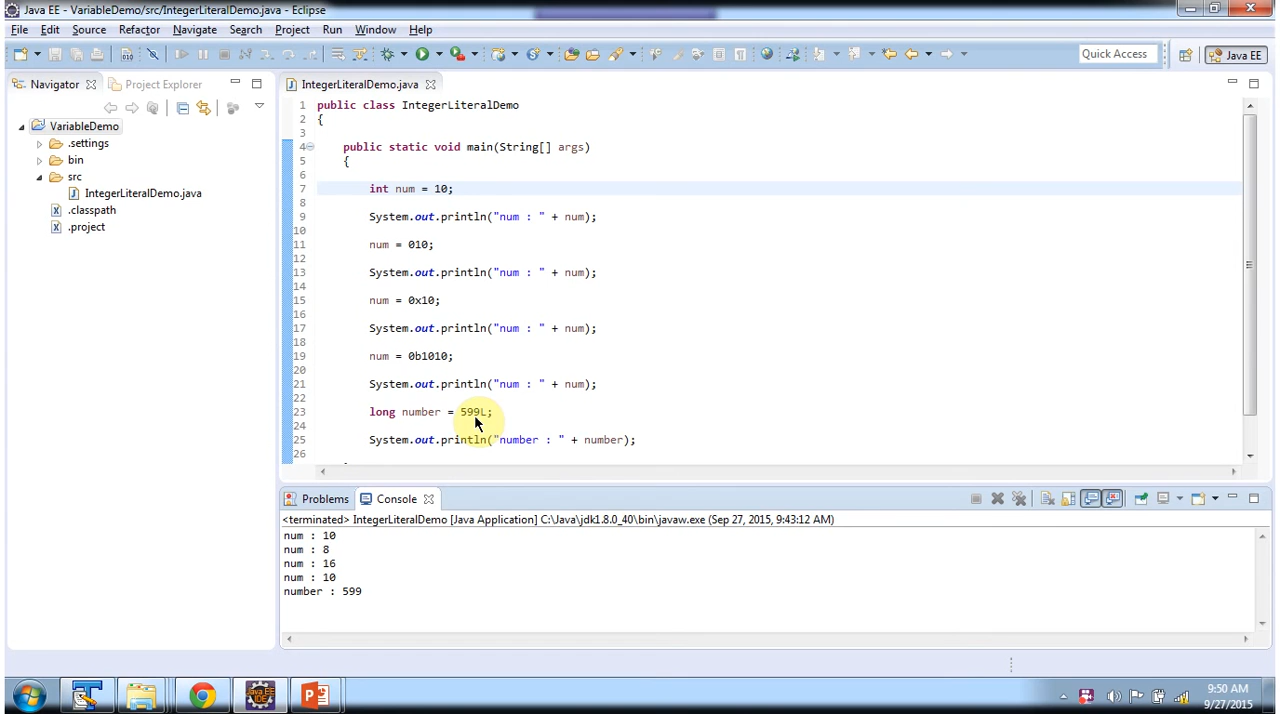 Java EE - VariableDemo/src/IntegerLiteralDemo.java - Eclipse
File Edit Source Refactor Navigate Search Project Run Window Help
Quick Access
Java EE
Navigator
Project Explorer
VariableDemo
.settings
bin
src
IntegerLiteralDemo.java
.classpath
.project
IntegerLiteralDemo.java
1 public class IntegerLiteralDemo
2 {
3
4 public static void main(String[] args)
5 {
6
7 int num = 10;
8
9 System.out.println("num : " + num);
10
11 num = 010;
12
13 System.out.println("num : " + num);
14
15 num = 0x10;
16
17 System.out.println("num : " + num);
18
19 num = 0b1010;
20
21 System.out.println("num : " + num);
22
23 long number = 599L;
24
25 System.out.println("number : " + number);
26
Problems
Console
<terminated> IntegerLiteralDemo [Java Application] C:\Java\jdk1.8.0_40\bin\javaw.exe (Sep 27, 2015, 9:43:12 AM)
num : 10
num : 8
num : 16
num : 10
number : 599
Java EE
IDE
9:50 AM
9/27/2015